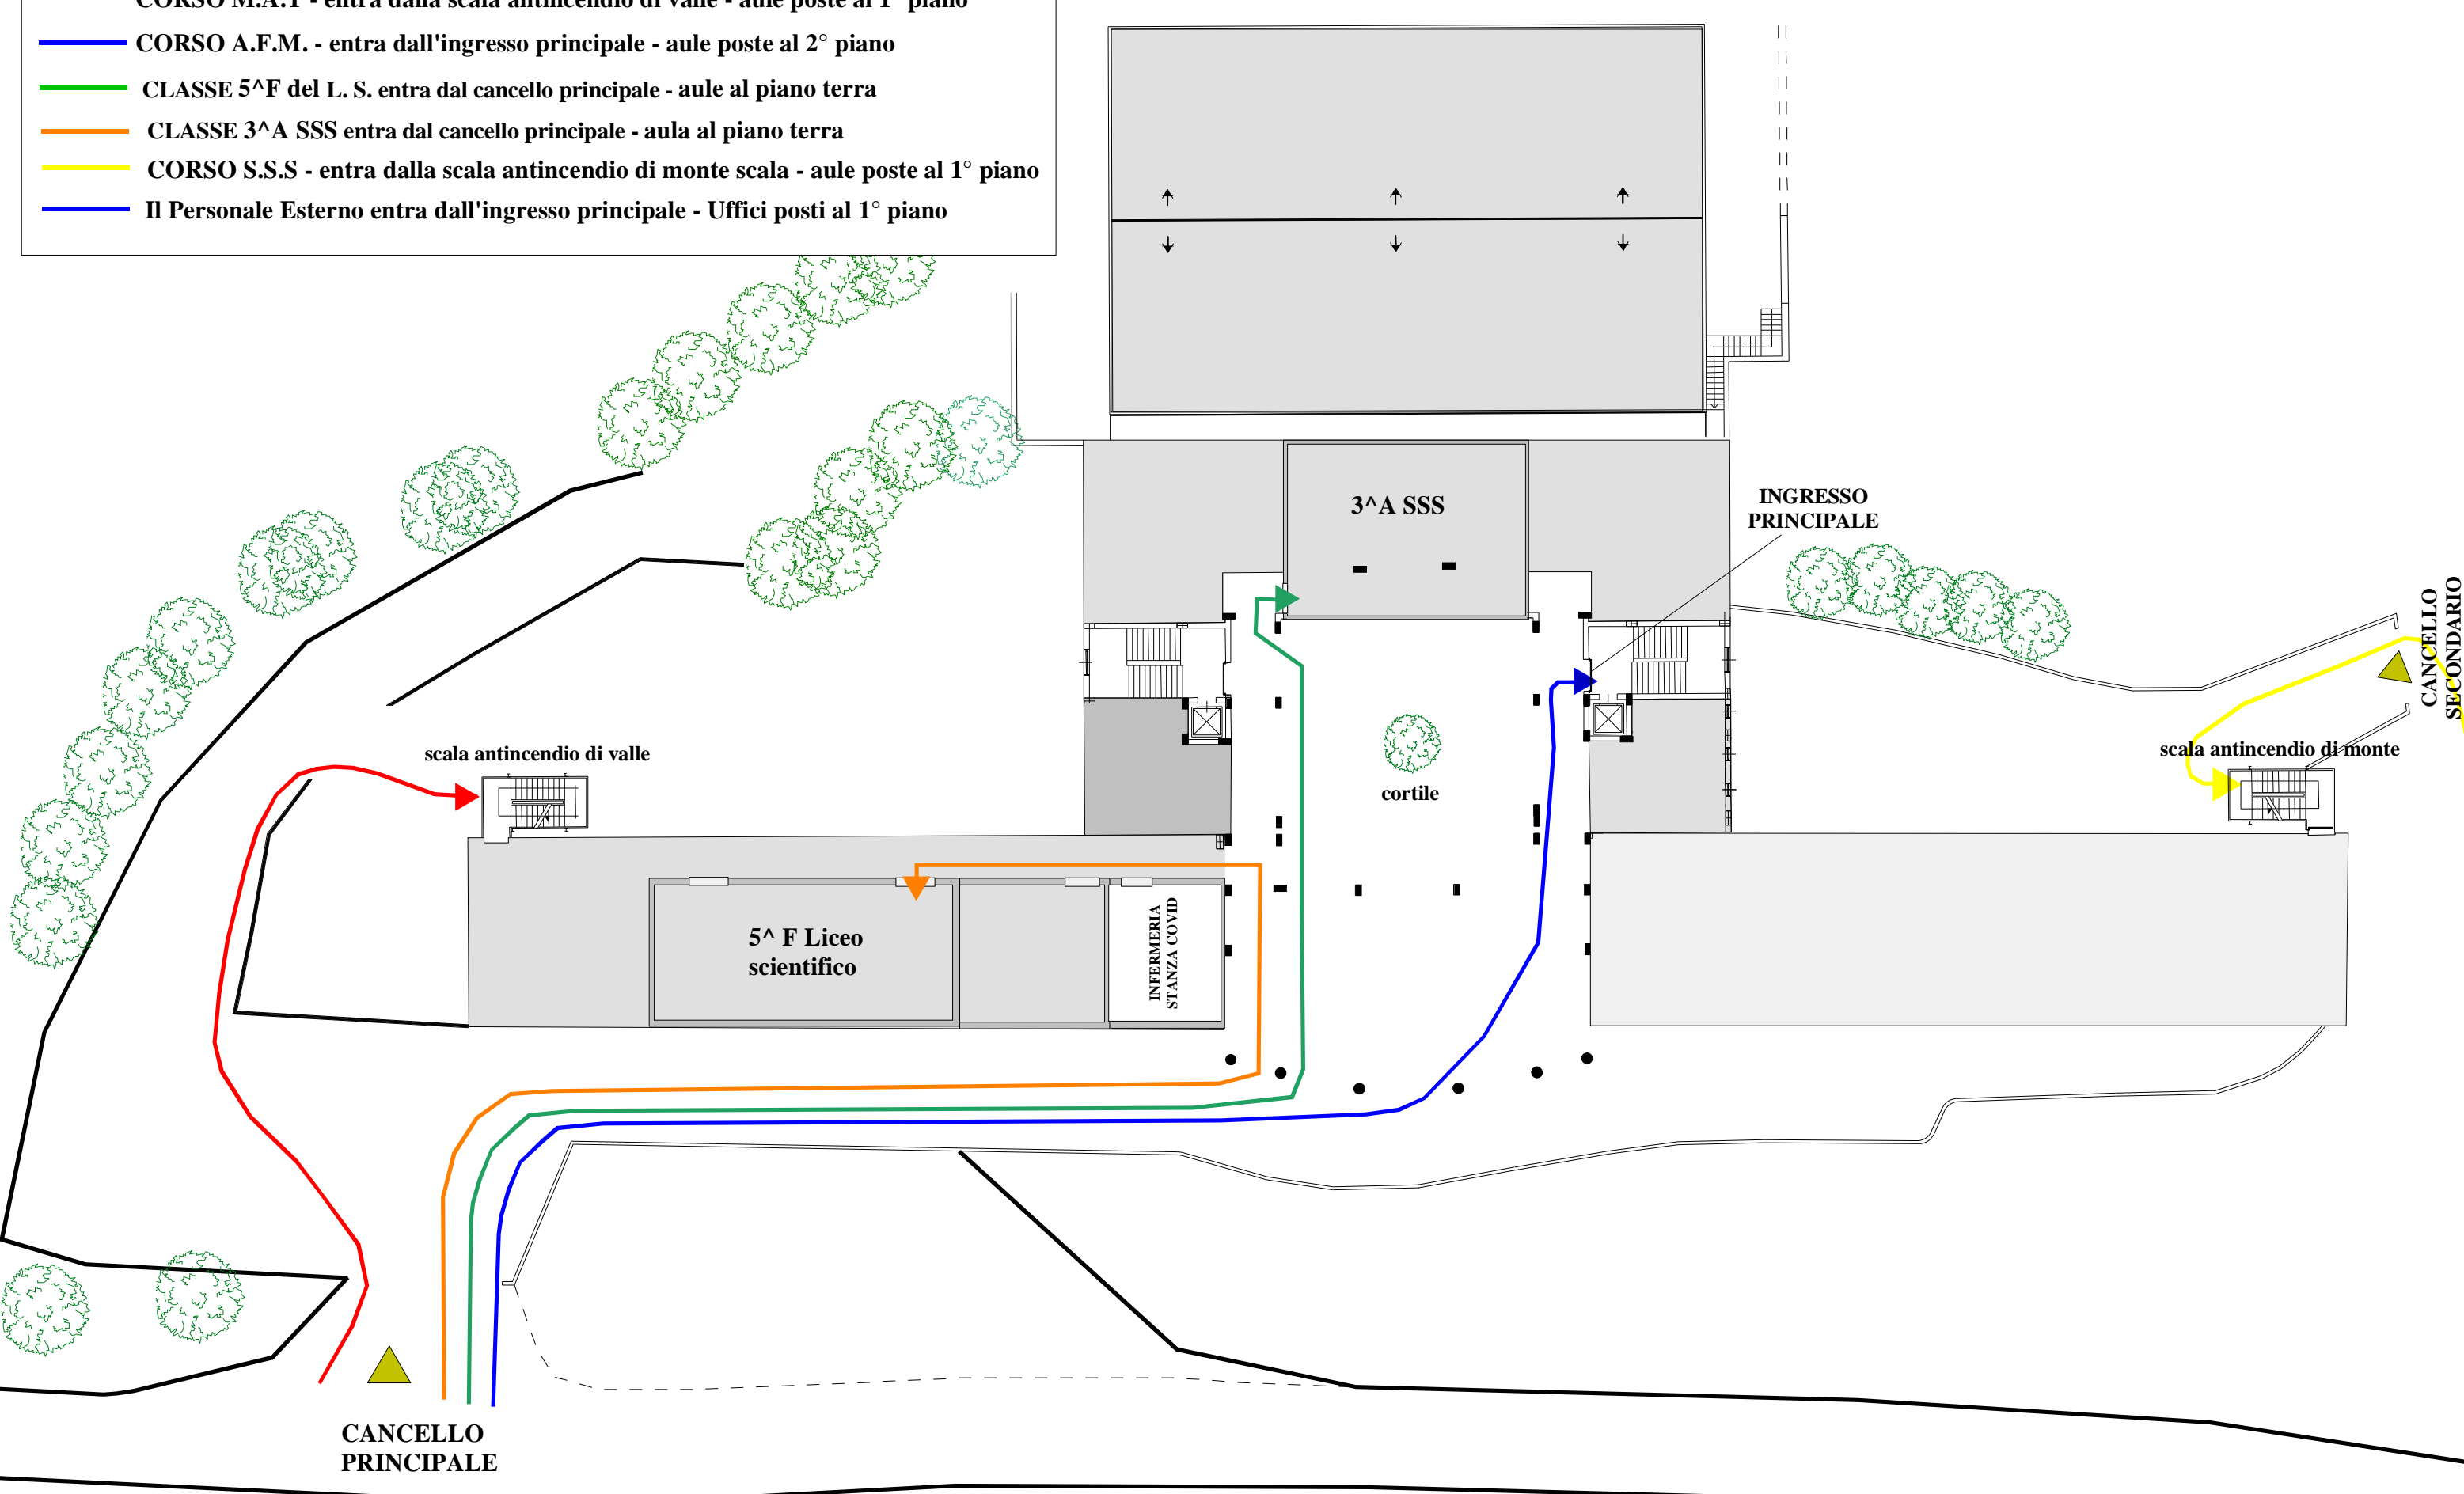 CORSO M.A.T - entra dalla scala antincendio di valle - aule poste al 1° piano
CORSO A.F.M. - entra dall'ingresso principale - aule poste al 2° piano
CLASSE 5^F del L. S. entra dal cancello principale - aule al piano terra
CLASSE 3^A SSS entra dal cancello principale - aula al piano terra
CORSO S.S.S - entra dalla scala antincendio di monte scala - aule poste al 1° piano
Il Personale Esterno entra dall'ingresso principale - Uffici posti al 1° piano
3^A SSS
INGRESSO
PRINCIPALE
CANCELLO
SECONDARIO
scala antincendio di valle
scala antincendio di monte
cortile
5^ F Liceo
scientifico
INFERMERIA
STANZA COVID
CANCELLO
PRINCIPALE